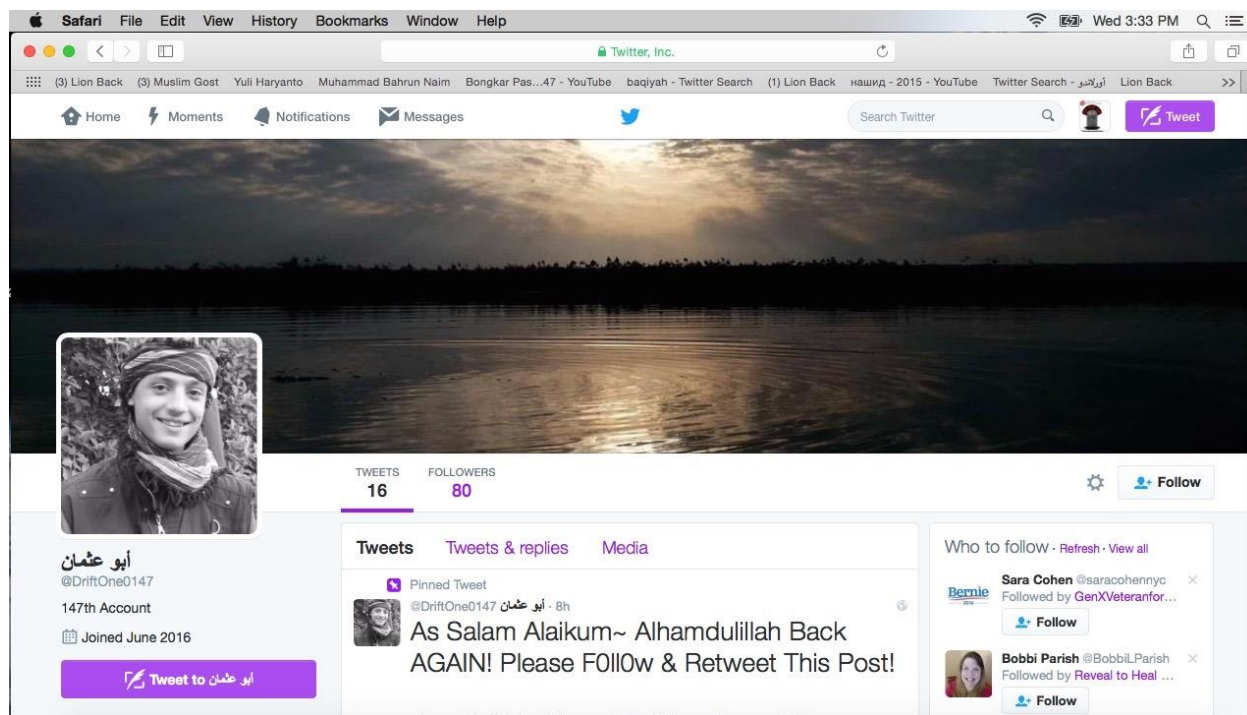 Safari File Edit View History Bookmarks Window Help Wed 3:33 PM
Twitter, Inc.
(3) Lion Back (3) Muslim Gost Yuli Haryanto Muhammad Bahrun Naim Bongkar Pas...47 - YouTube baqiyah - Twitter Search (1) Lion Back нашид - 2015 - YouTube Twitter Search - أورلاندو Lion Back >>
Home Moments Notifications Messages Search Twitter Tweet
TWEETS FOLLOWERS
16 80
Follow
أبو عثمان
@DriftOne0147
147th Account
Joined June 2016
Tweet to أبو عثمان
Tweets Tweets & replies Media
Pinned Tweet
@DriftOne0147 أبو عثمان · 8h
As Salam Alaikum~ Alhamdulillah Back
AGAIN! Please F0ll0w & Retweet This Post!
Who to follow · Refresh · View all
Bernie
2016
Sara Cohen @saracohennyc
Followed by GenXVeteranfor...
Follow
Bobbi Parish @BobbiLParish
Followed by Reveal to Heal ...
Follow